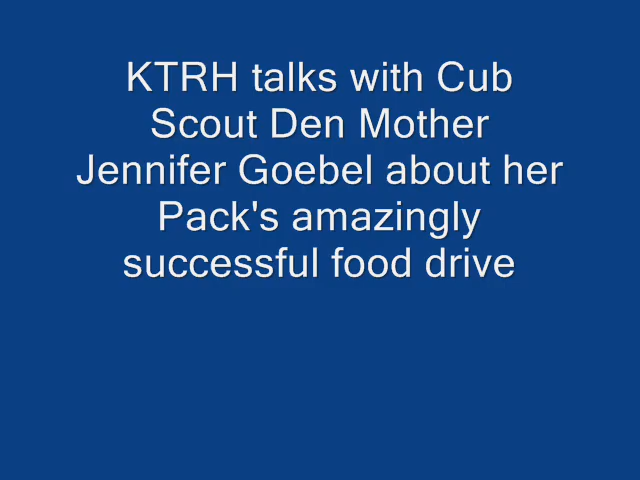 KTRH talks with Cub
Scout Den Mother
Jennifer Goebel about her
Pack's amazingly
successful food drive